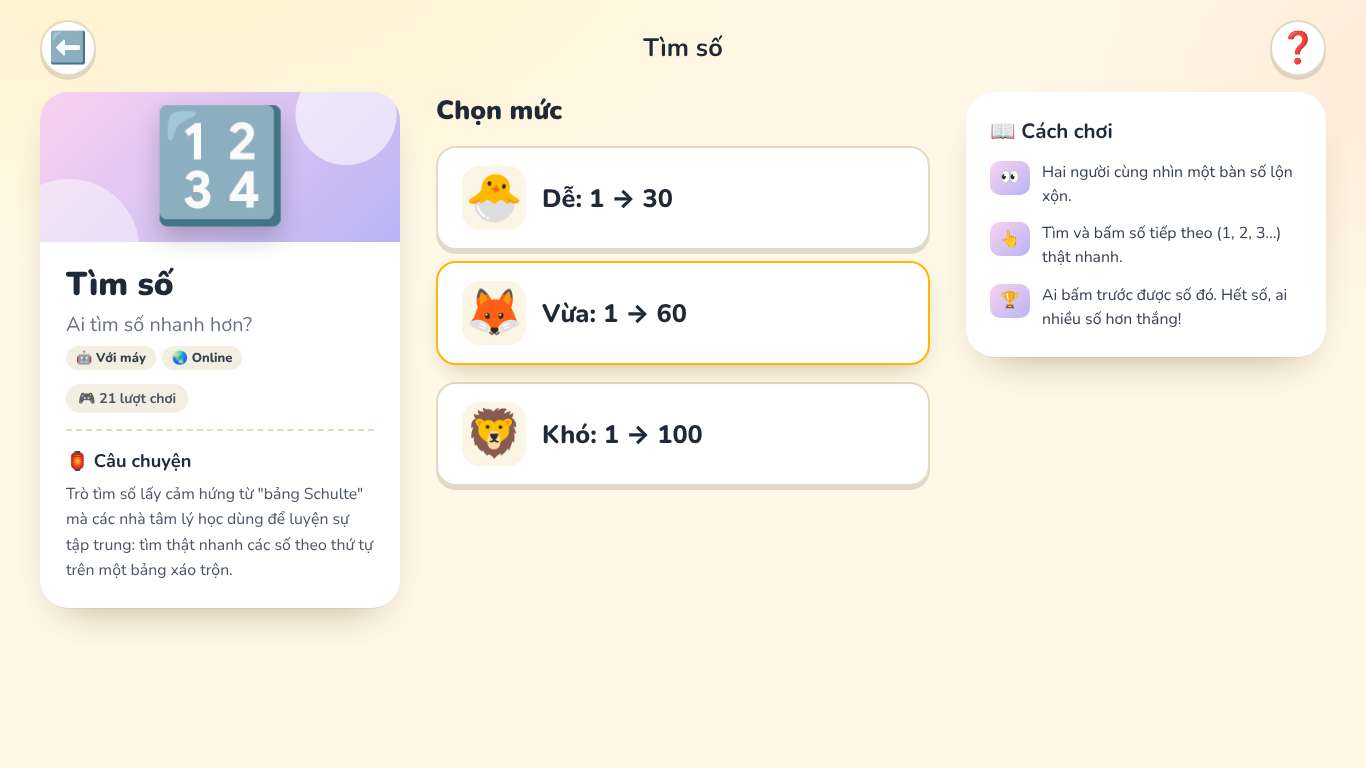 Tìm số
1 2
3 4
Tìm số
Ai tìm số nhanh hơn?
Với máy
Online
21 lượt chơi
Câu chuyện
Trò tìm số lấy cảm hứng từ "bảng Schulte"
mà các nhà tâm lý học dùng để luyện sự
tập trung: tìm thật nhanh các số theo thứ tự
trên một bảng xáo trộn.
Chọn mức
Dễ: 1 → 30
Vừa: 1 → 60
Khó: 1 → 100
Cách chơi
Hai người cùng nhìn một bàn số lộn
xộn.
Tìm và bấm số tiếp theo (1, 2, 3…)
thật nhanh.
Ai bấm trước được số đó. Hết số, ai
nhiều số hơn thắng!